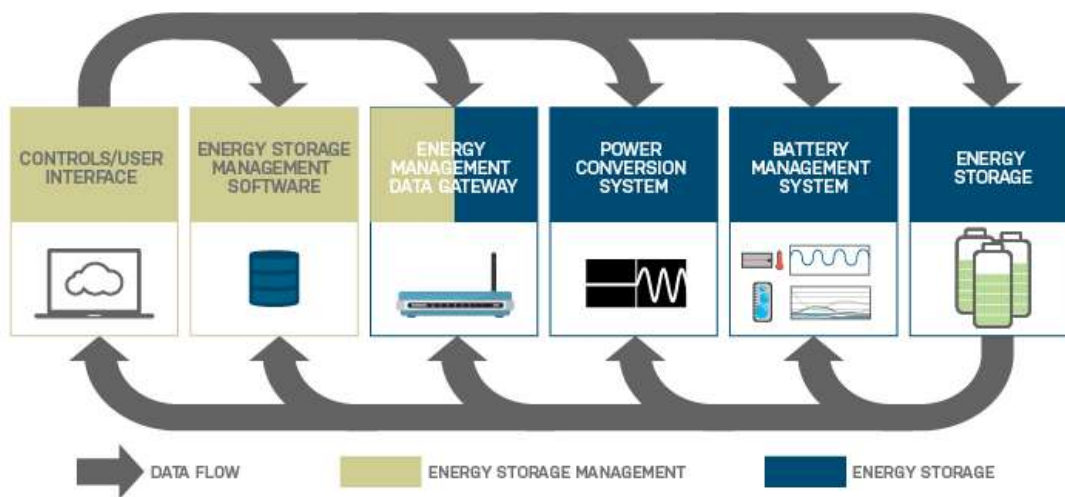 CONTROLS/USER
INTERFACE
ENERGY STORAGE
MANAGEMENT
SOFTWARE
ENERGY
MANAGEMENT
DATA GATEWAY
POWER
CONVERSION
SYSTEM
BATTERY
MANAGEMENT
SYSTEM
ENERGY
STORAGE
DATA FLOW
ENERGY STORAGE MANAGEMENT
ENERGY STORAGE